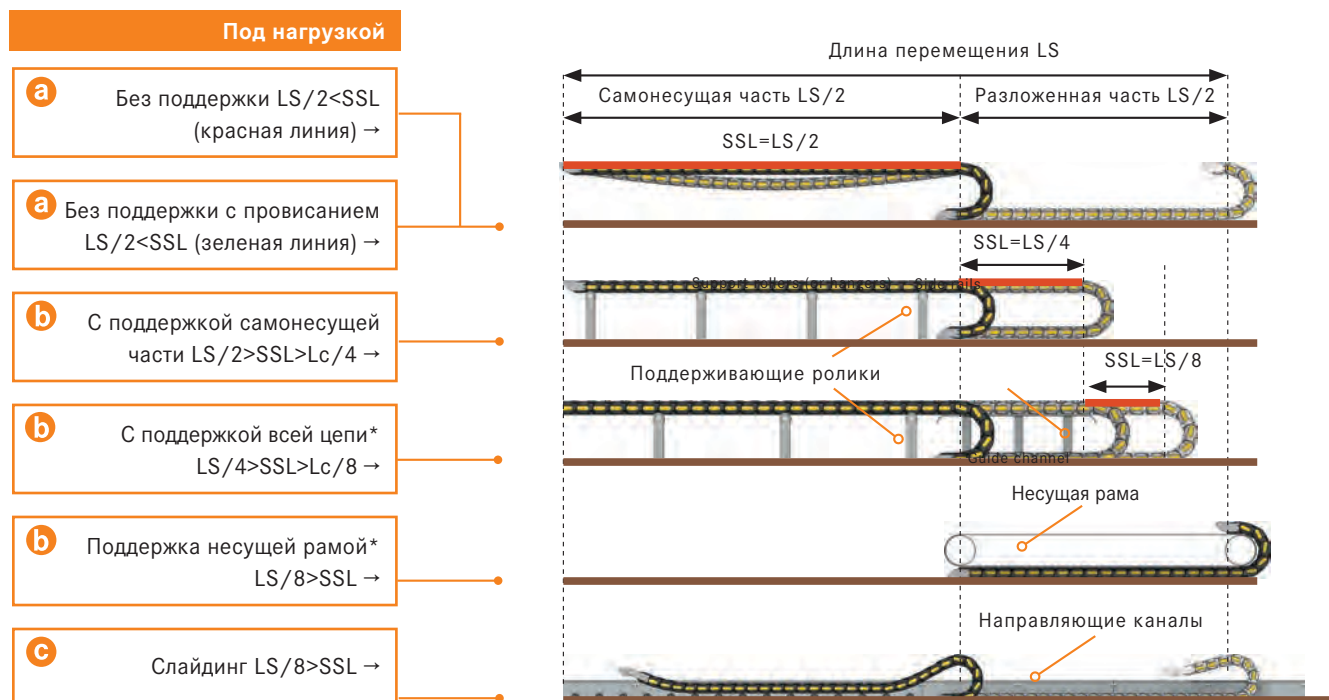 Под нагрузкой
a
Без поддержки LS/2<SSL
(красная линия) →
a
Без поддержки с провисанием
LS/2<SSL (зеленая линия) →
b
С поддержкой самонесущей
части LS/2>SSL>Lc/4 →
b
С поддержкой всей цепи*
LS/4>SSL>Lc/8 →
b
Поддержка несущей рамой*
LS/8>SSL →
c
Слайдинг LS/8>SSL →
Длина перемещения LS
Самонесущая часть LS/2
Разложенная часть LS/2
SSL=LS/2
SSL=LS/4
Support rollers (or hangers)
Side rails
SSL=LS/8
Поддерживающие ролики
Guide channel
Несущая рама
Направляющие каналы